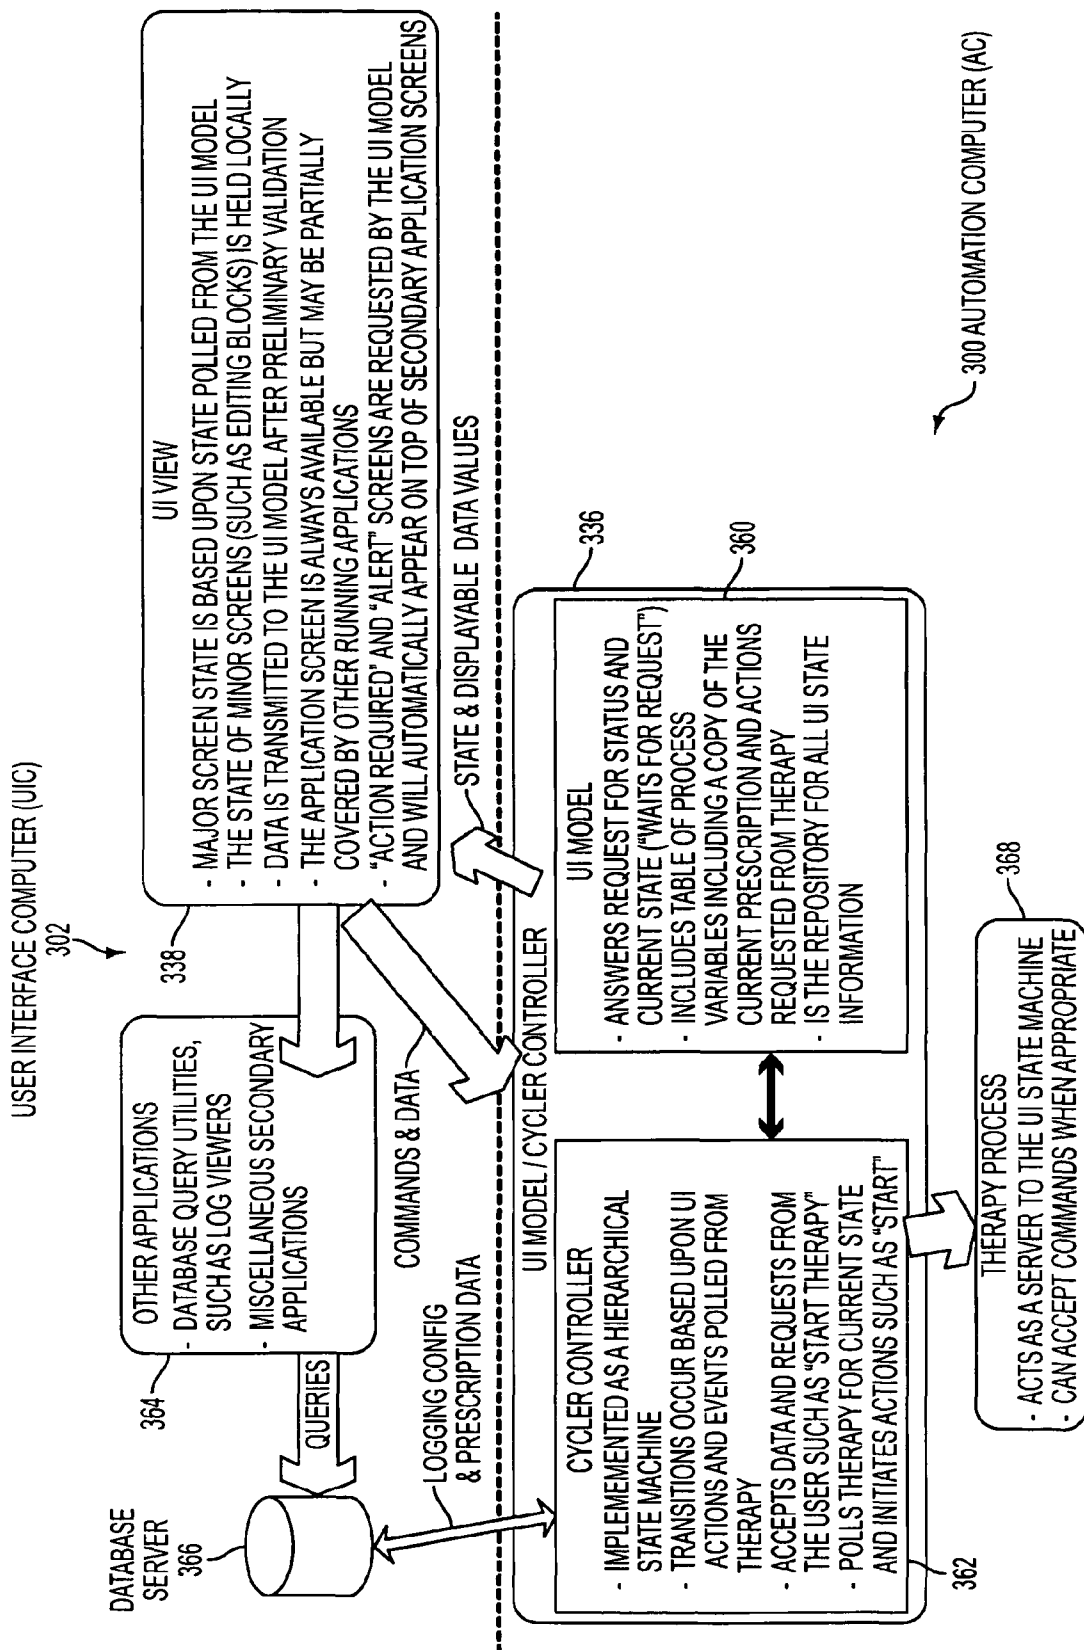 USER INTERFACE COMPUTER (UIC)
302
UI VIEW
- MAJOR SCREEN STATE IS BASED UPON STATE POLLED FROM THE UI MODEL
THE STATE OF MINOR SCREENS (SUCH AS EDITING BLOCKS) IS HELD LOCALLY
- DATA IS TRANSMITTED TO THE UI MODEL AFTER PRELIMINARY VALIDATION
- THE APPLICATION SCREEN IS ALWAYS AVAILABLE BUT MAY BE PARTIALLY
COVERED BY OTHER RUNNING APPLICATIONS
- "ACTION REQUIRED" AND "ALERT" SCREENS ARE REQUESTED BY THE UI MODEL
AND WILL AUTOMATICALLY APPEAR ON TOP OF SECONDARY APPLICATION SCREENS
338
OTHER APPLICATIONS
- DATABASE QUERY UTILITIES,
SUCH AS LOG VIEWERS
- MISCELLANEOUS SECONDARY
APPLICATIONS
364
QUERIES
DATABASE
SERVER
366
LOGGING CONFIG
& PRESCRIPTION DATA
COMMANDS & DATA
STATE & DISPLAYABLE DATA VALUES
UI MODEL / CYCLER CONTROLLER
336
CYCLER CONTROLLER
- IMPLEMEMENTED AS A HIERARCHICAL
STATE MACHINE
- TRANSITIONS OCCUR BASED UPON UI
ACTIONS AND EVENTS POLLED FROM
THERAPY
- ACCEPTS DATA AND REQUESTS FROM
THE USER SUCH AS "START THERAPY"
- POLLS THERAPY FOR CURRENT STATE
AND INITIATES ACTIONS SUCH AS "START"
362
UI MODEL
- ANSWERS REQUEST FOR STATUS AND
CURRENT STATE ("WAITS FOR REQUEST")
- INCLUDES TABLE OF PROCESS
VARIABLES INCLUDING A COPY OF THE
CURRENT PRESCRIPTION AND ACTIONS
REQUESTED FROM THERAPY
- IS THE REPOSITORY FOR ALL UI STATE
INFORMATION
360
THERAPY PROCESS
- ACTS AS A SERVER TO THE UI STATE MACHINE
- CAN ACCEPT COMMANDS WHEN APPROPRIATE
368
300 AUTOMATION COMPUTER (AC)